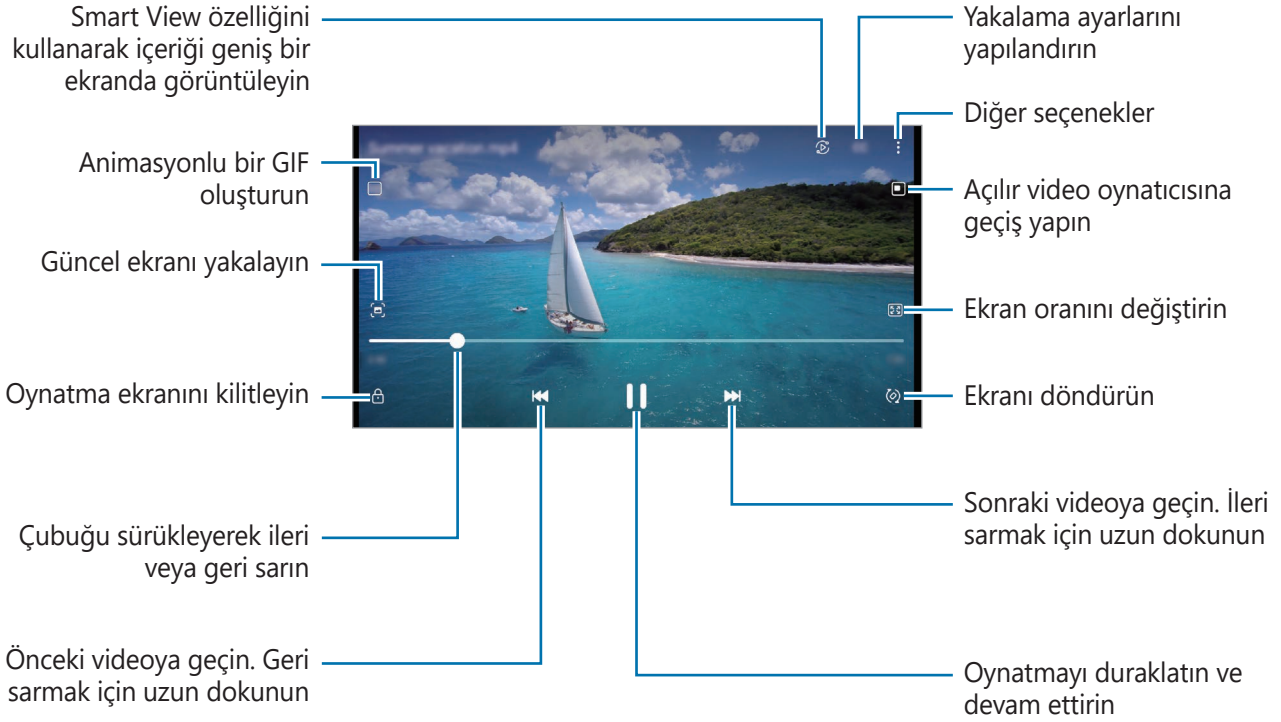 Smart View özelliğini
kullanarak içeriği geniş bir
ekranda görüntüleyin
Animasyonlu bir GIF
oluşturun
Güncel ekranı yakalayın
Oynatma ekranını kilitleyin
Çubuğu sürükleyerek ileri
veya geri sarın
Önceki videoya geçin. Geri
sarmak için uzun dokunun
Yakalama ayarlarını
yapılandırın
Diğer seçenekler
Açılır video oynatıcısına
geçiş yapın
Ekran oranını değiştirin
Ekranı döndürün
Sonraki videoya geçin. İleri
sarmak için uzun dokunun
Oynatmayı duraklatın ve
devam ettirin